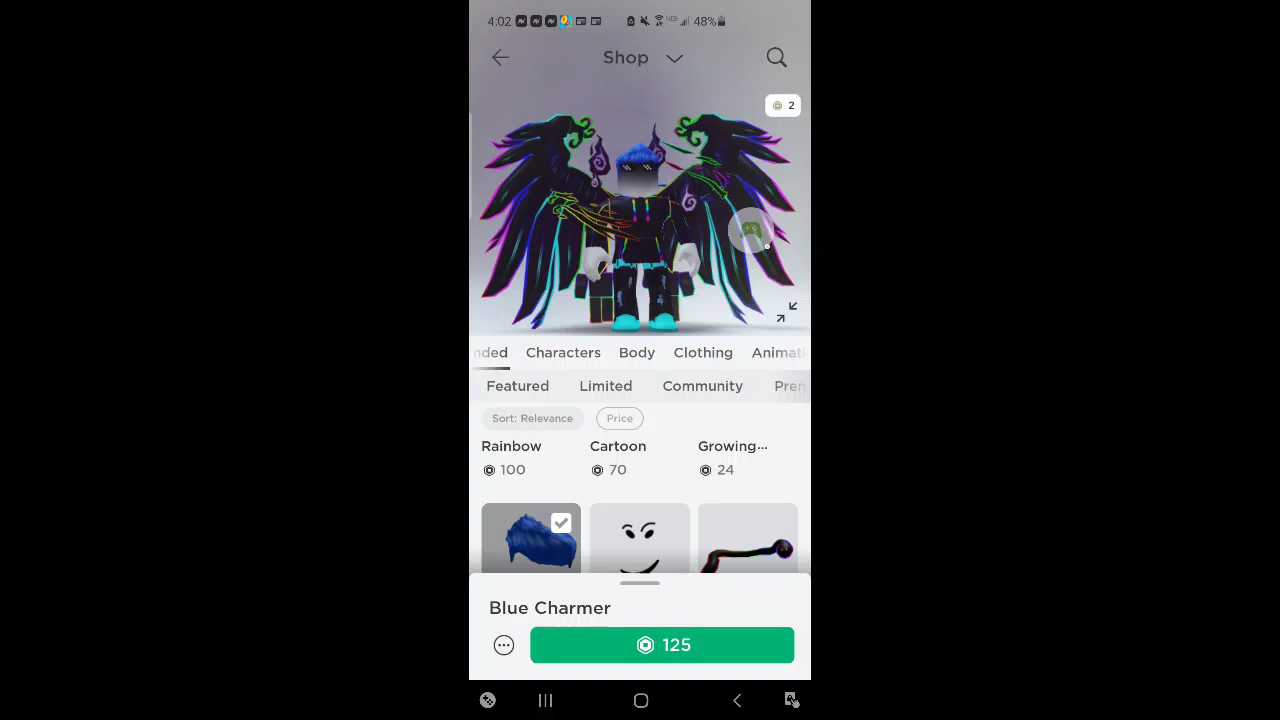 4:02 48%
Shop
2
nded Characters Body Clothing Animati
Featured Limited Community Pren
Sort: Relevance Price
Rainbow Cartoon Growing...
100 70 24
Blue Charmer
125